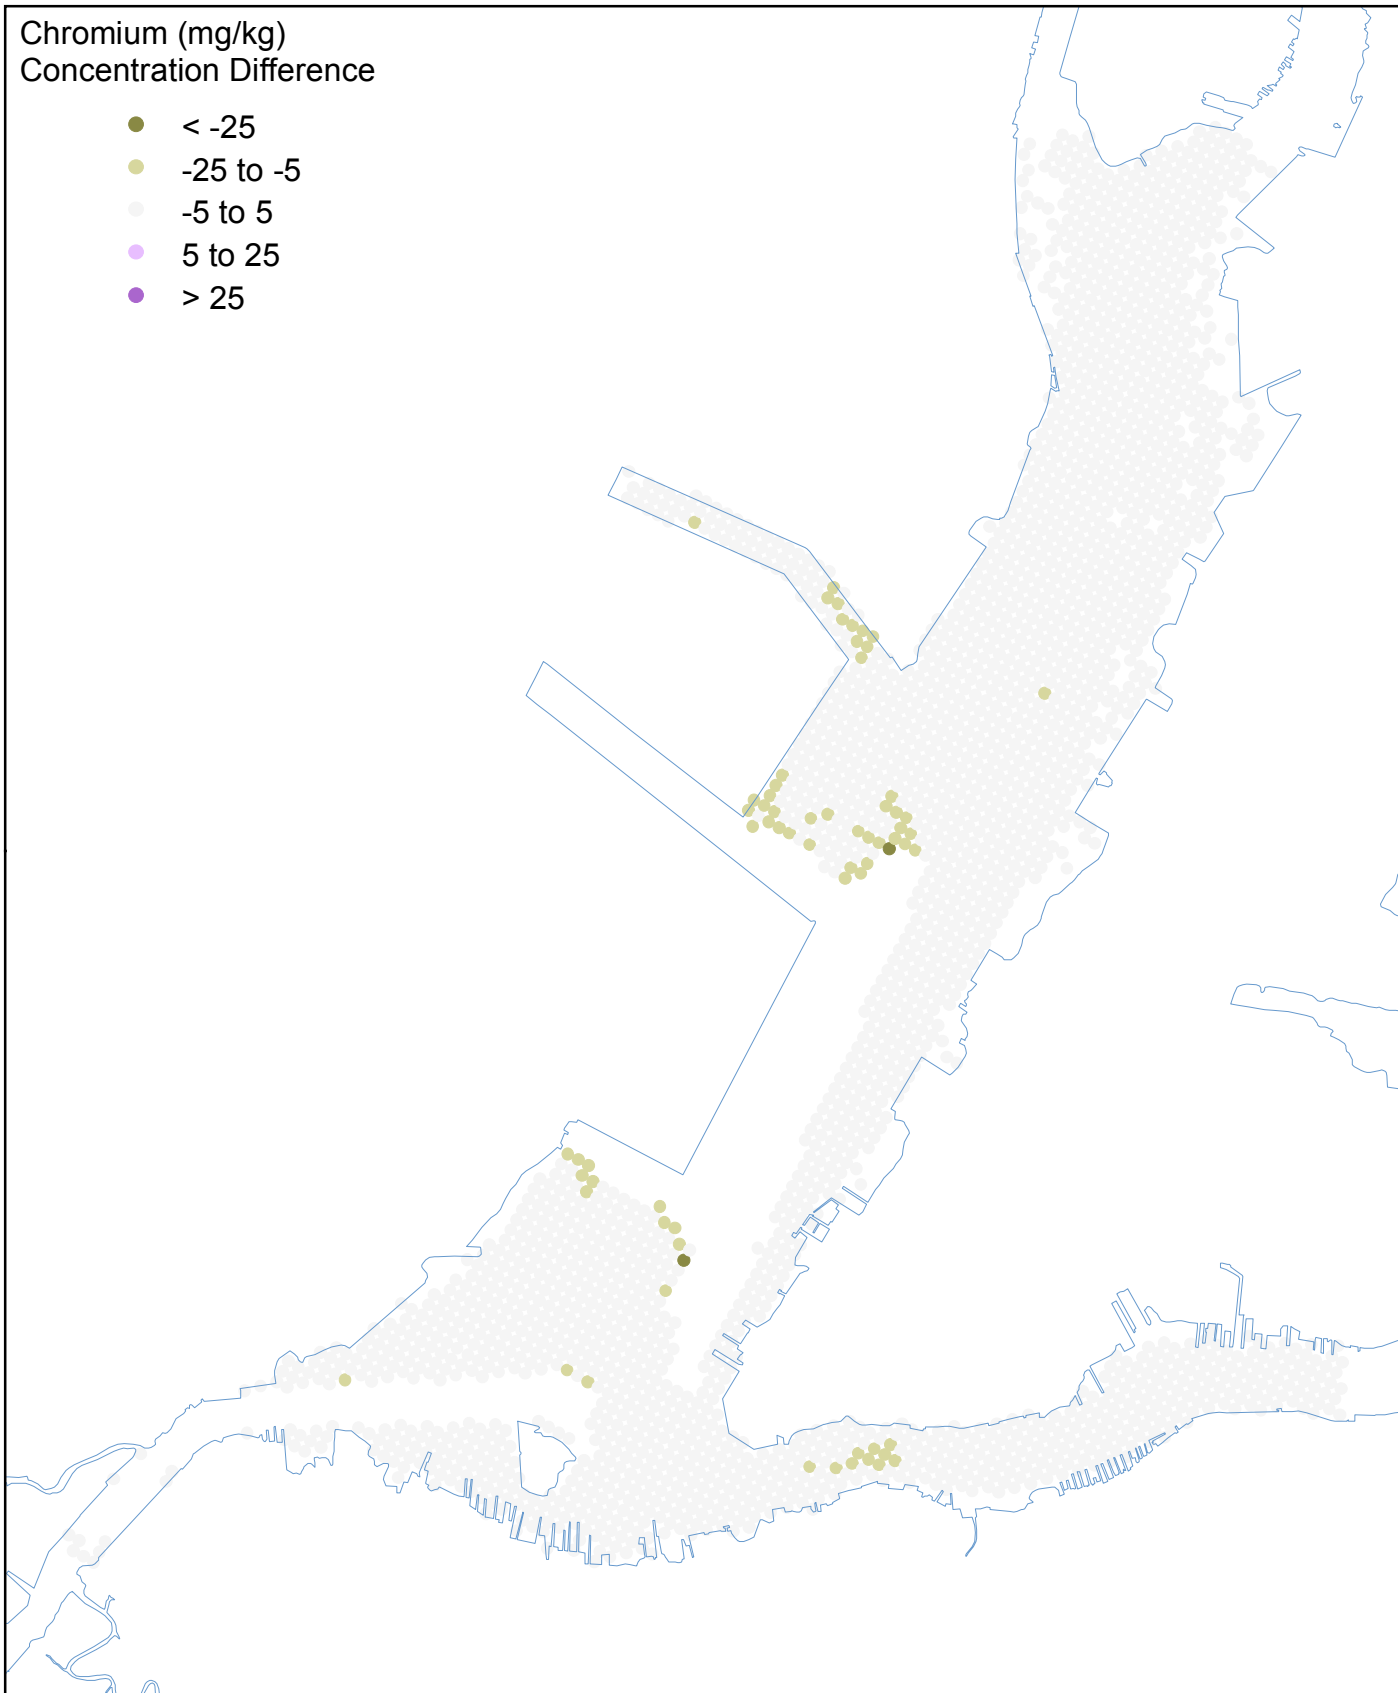 Chromium (mg/kg)
Concentration Difference
< -25
-25 to -5
-5 to 5
5 to 25
> 25